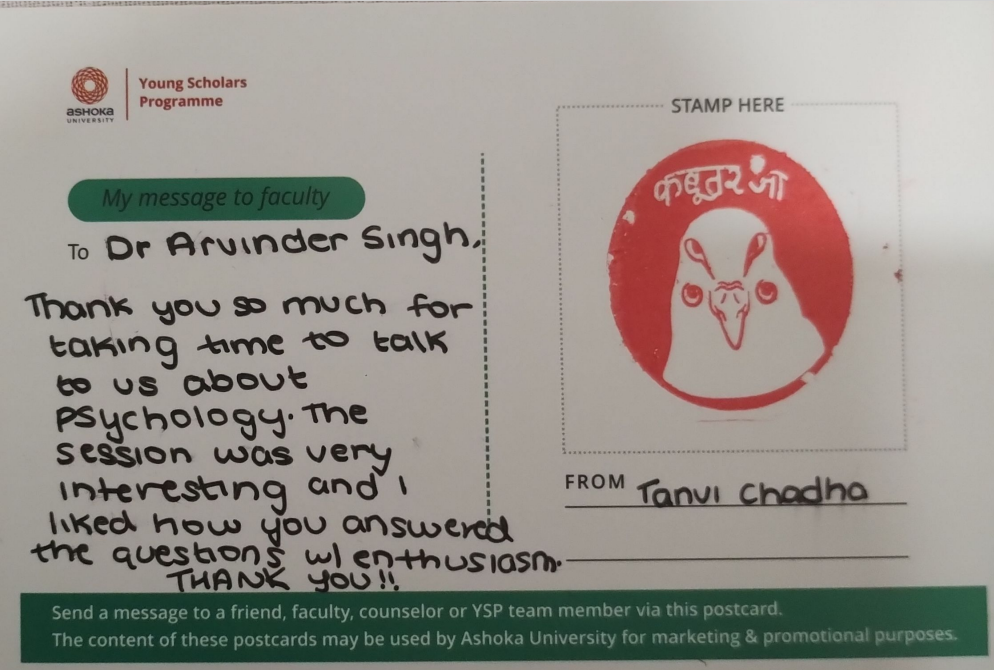 ASHOKA
UNIVERSITY
Young Scholars
Programme
My message to faculty
To Dr Arvinder Singh,
Thank you so much for
taking time to talk
to us about
psychology. The
session was very
interesting and I
liked how you answered
the questions w/ enthusiasm.
THANK YOU!!
STAMP HERE
कबूतर जा
FROM Tanvi Chadha
Send a message to a friend, faculty, counselor or YSP team member via this postcard.
The content of these postcards may be used by Ashoka University for marketing & promotional purposes.